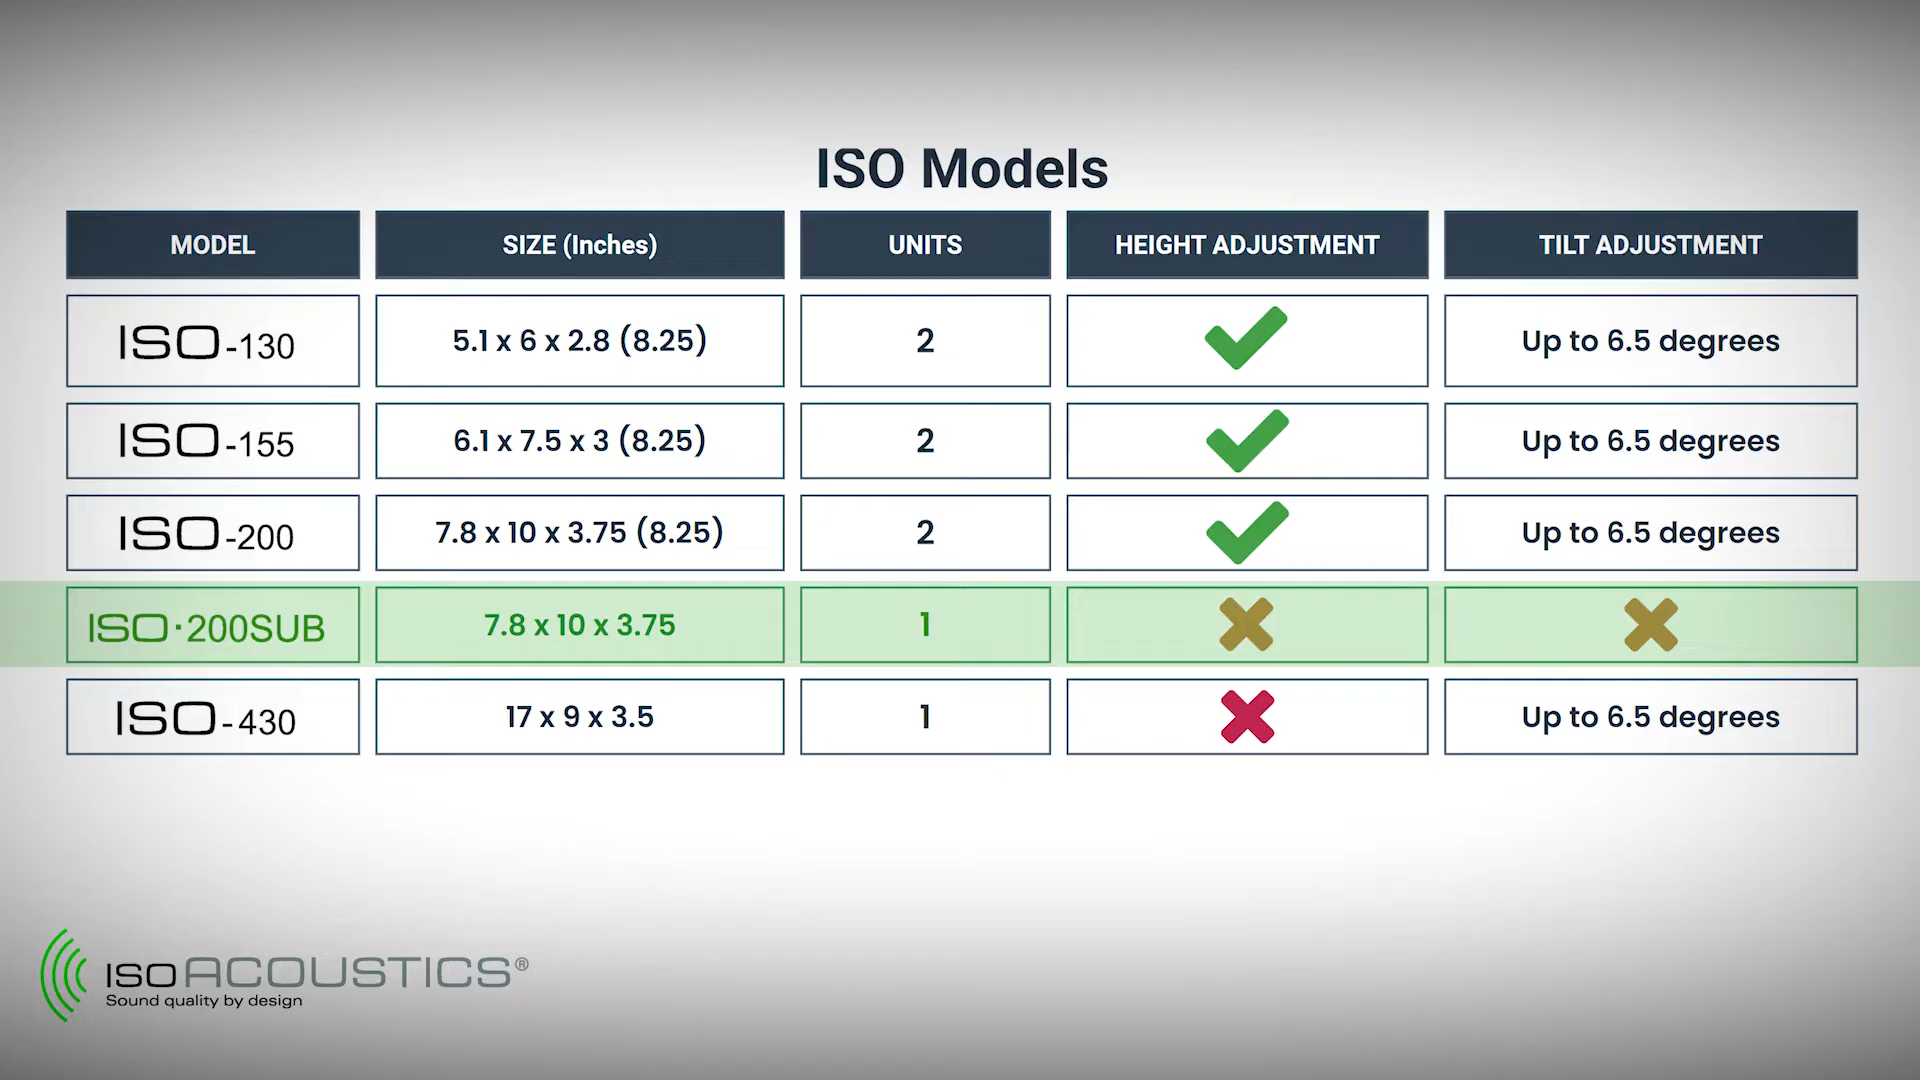 ISO Models
MODEL SIZE (Inches) UNITS HEIGHT ADJUSTMENT TILT ADJUSTMENT
ISO-130 5.1 x 6 x 2.8 (8.25) 2 Up to 6.5 degrees
ISO-155 6.1 x 7.5 x 3 (8.25) 2 Up to 6.5 degrees
ISO-200 7.8 x 10 x 3.75 (8.25) 2 Up to 6.5 degrees
ISO·200SUB 7.8 x 10 x 3.75 1
ISO-430 17 x 9 x 3.5 1 Up to 6.5 degrees
ISOACOUSTICS®
Sound quality by design